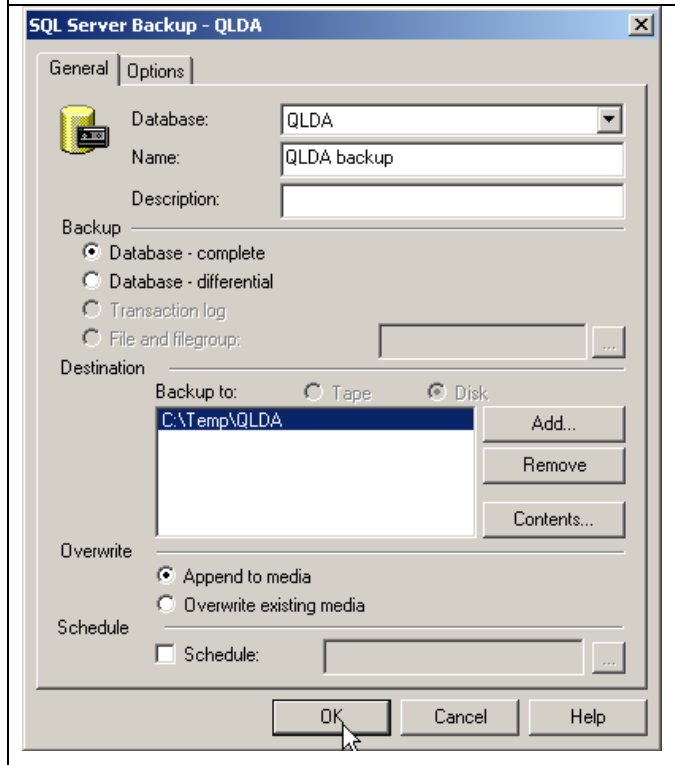 SQL Server Backup - QLDA
General Options
Database: QLDA
Name: QLDA backup
Description:
Backup
Database - complete
Database - differential
Transaction log
File and filegroup: ...
Destination
Backup to: Tape Disk
C:\Temp\QLDA
Add...
Remove
Contents...
Overwrite
Append to media
Overwrite existing media
Schedule
Schedule: ...
OK Cancel Help